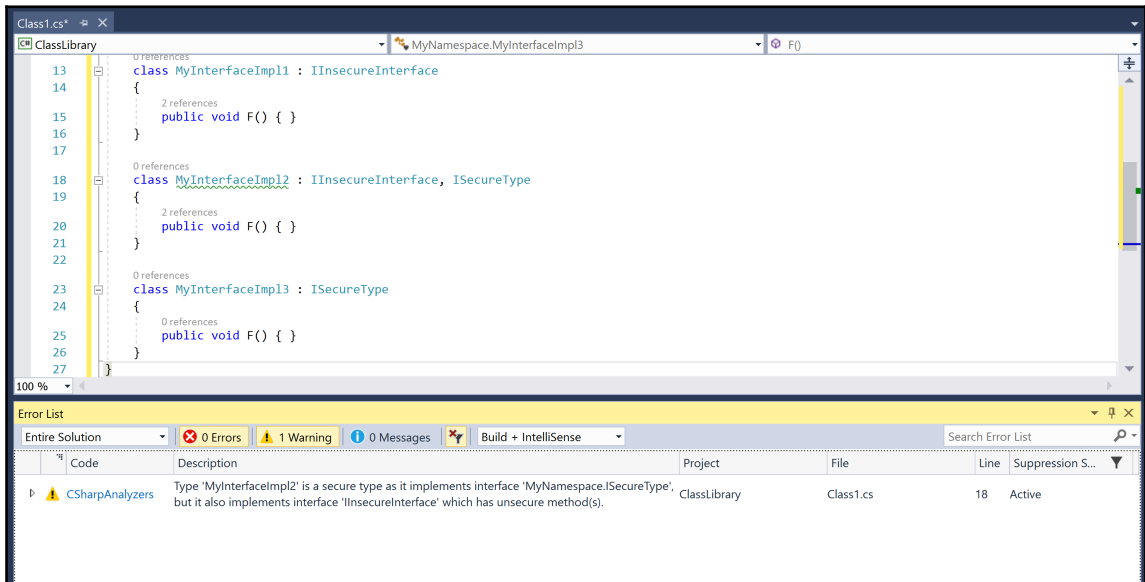 Class1.cs*
C# ClassLibrary MyNamespace.MyInterfaceImpl3 F()
0 references
13 class MyInterfaceImpl1 : IInsecureInterface
14 {
2 references
15 public void F() { }
16 }
17
0 references
18 class MyInterfaceImpl2 : IInsecureInterface, ISecureType
19 {
2 references
20 public void F() { }
21 }
22
0 references
23 class MyInterfaceImpl3 : ISecureType
24 {
0 references
25 public void F() { }
26 }
27 }
100 %
Error List
Entire Solution 0 Errors 1 Warning 0 Messages Build + IntelliSense Search Error List
Code Description Project File Line Suppression S...
CSharpAnalyzers Type 'MyInterfaceImpl2' is a secure type as it implements interface 'MyNamespace.ISecureType', ClassLibrary Class1.cs 18 Active
but it also implements interface 'IInsecureInterface' which has unsecure method(s).